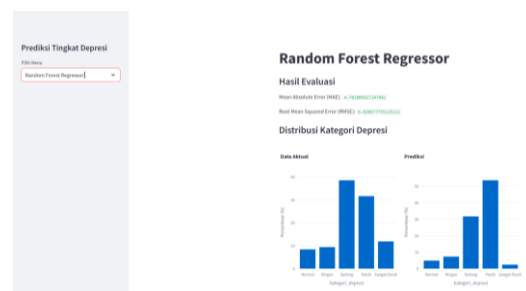 Prediksi Tingkat Depresi
Pilih Menu
Random Forest Regressor
Random Forest Regressor
Hasil Evaluasi
Mean Absolute Error (MAE):
Root Mean Squared Error (RMSE):
Distribusi Kategori Depresi
Data Aktual
Prediksi
Persentase (%)
Normal Ringan Sedang Parah Sangat Parah
kategori_depresi
Persentase (%)
Normal Ringan Sedang Parah Sangat Parah
kategori_depresi